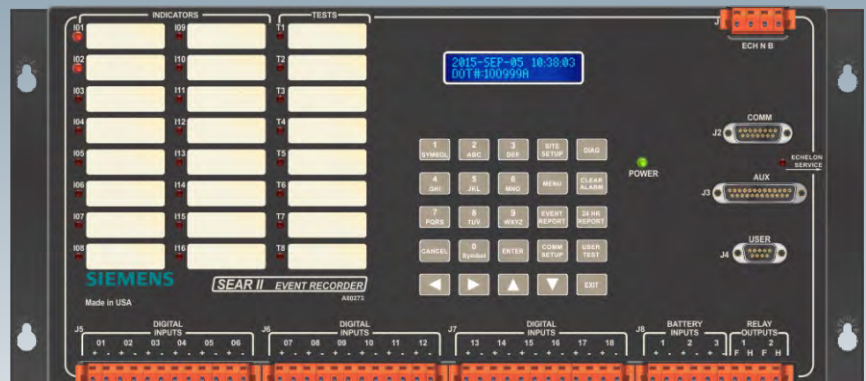 INDICATORS TESTS
I01 I09 T1
I02 I10 T2
I03 I11 T3
I04 I12 T4
I05 I13 T5
I06 I14 T6
I07 I15 T7
I08 I16 T8
2015-SEP-05 10:38:03
DOT#:100999A
1 SYMBOL 2 ABC 3 DEF SITE SETUP DIAG
4 GHI 5 JKL 6 MNO MENU CLEAR ALARM
7 PQRS 8 TUV 9 WXYZ EVENT REPORT 24 HR REPORT
CANCEL 0 Symbol ENTER COMM SETUP USER TEST
EXIT
POWER
ECH N B
COMM
J2
ECHELON
SERVICE
AUX
J3
USER
J4
SIEMENS
SEAR II EVENT RECORDER
Made in USA
A80273
J5 DIGITAL INPUTS
01 02 03 04 05 06
+ - + - + - + - + - + -
J6 DIGITAL INPUTS
07 08 09 10 11 12
+ - + - + - + - + - + -
J7 DIGITAL INPUTS
13 14 15 16 17 18
+ - + - + - + - + - + -
J8 BATTERY INPUTS
1 2 3
+ - + - + -
RELAY OUTPUTS
1 2
F H F H